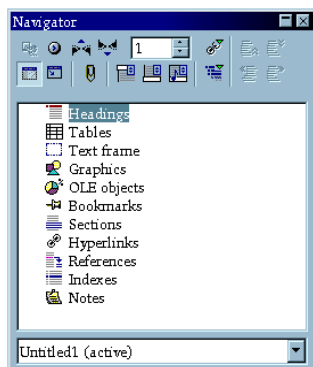 Navigator
1
Headings
Tables
Text frame
Graphics
OLE objects
Bookmarks
Sections
Hyperlinks
References
Indexes
Notes
Untitled1 (active)